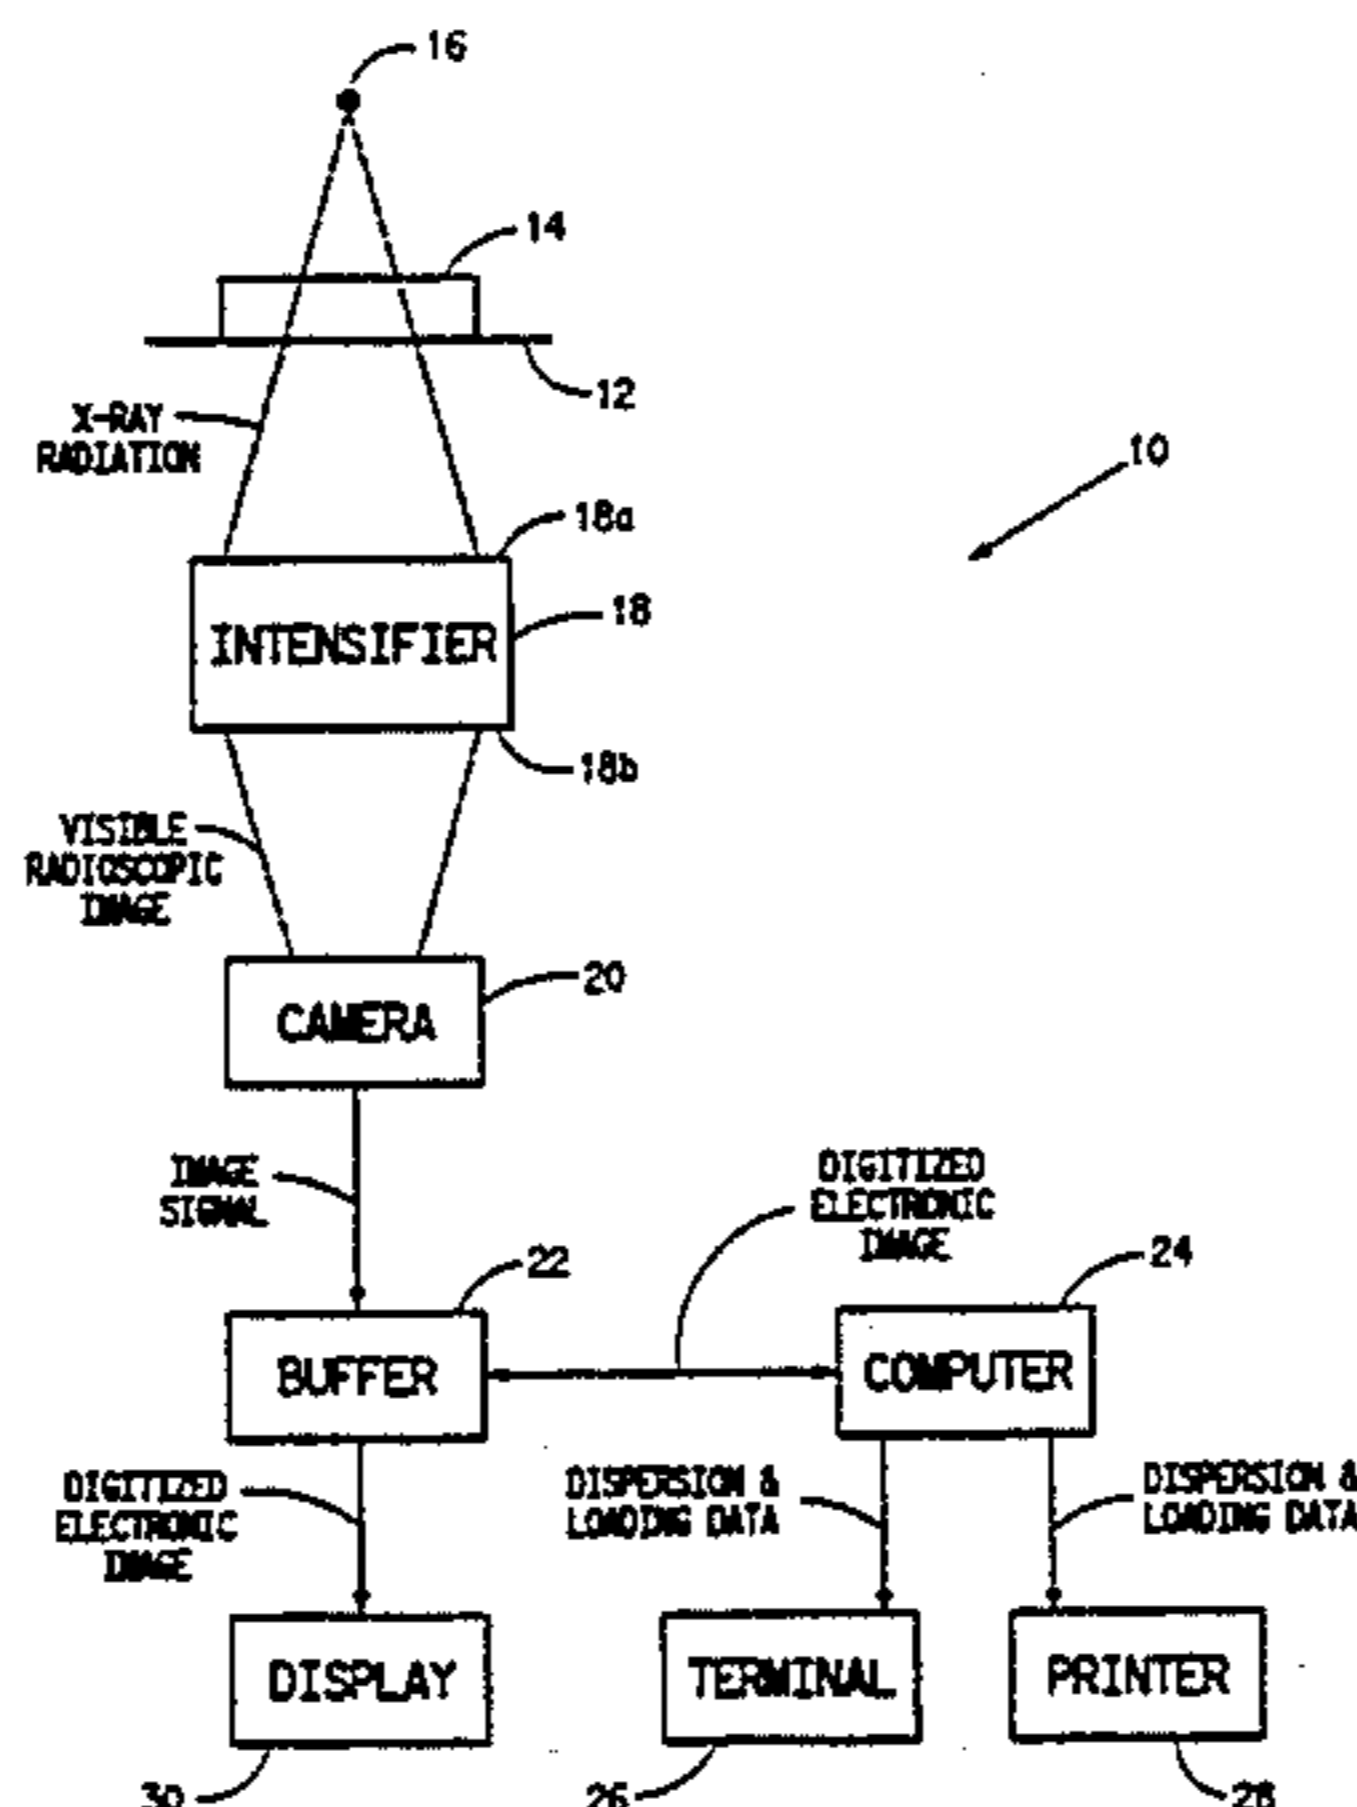 16
14
12
X-RAY
RADIATION
10
18a
INTENSIFIER
18
18b
VISIBLE
RADIOSCOPIC
IMAGE
20
CAMERA
IMAGE
SIGNAL
DIGITIZED
ELECTRONIC
IMAGE
22
24
BUFFER
COMPUTER
DIGITIZED
ELECTRONIC
IMAGE
DISPERSION &
LOADING DATA
DISPERSION &
LOADING DATA
DISPLAY
TERMINAL
PRINTER
30
26
28